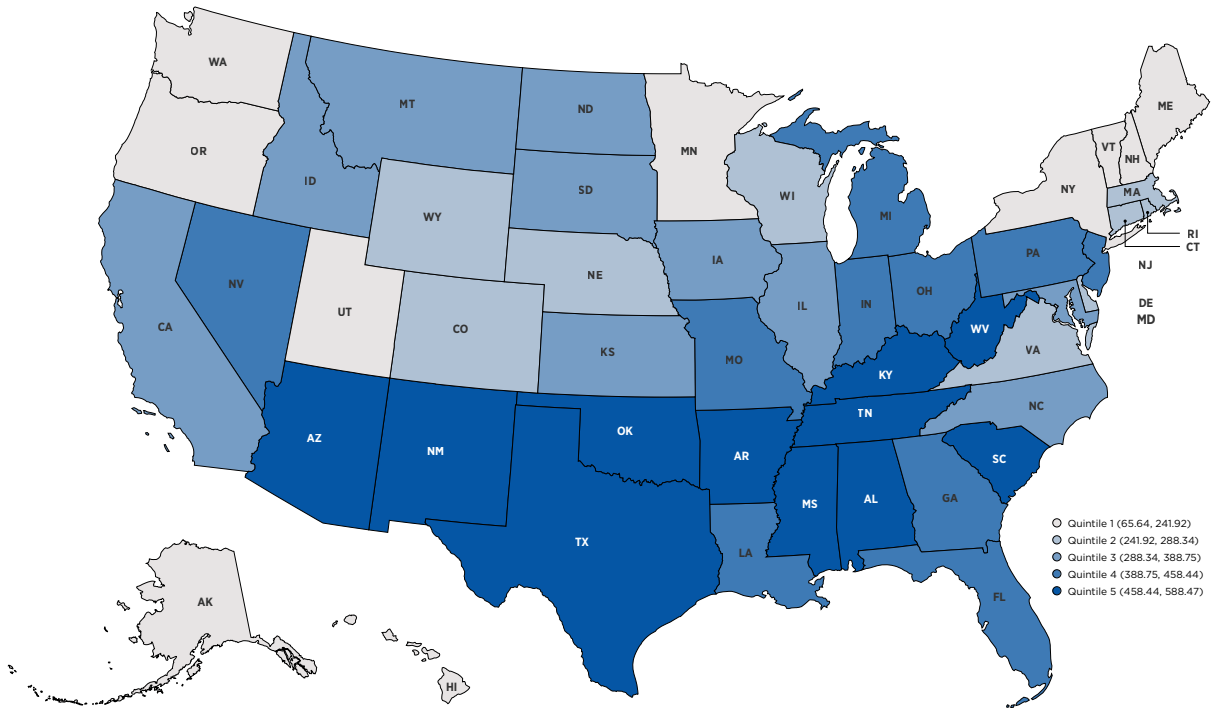 WA
MT
ND
MN
ME
OR
VT
NH
ID
SD
WI
NY
MA
WY
MI
RI
CT
IA
PA
NJ
NE
NV
OH
IN
IL
DE
UT
MD
CA
CO
WV
KS
MO
VA
KY
NC
TN
AZ
OK
NM
AR
SC
MS
AL
GA
Quintile 1 (65.64, 241.92)
Quintile 2 (241.92, 288.34)
TX
LA
Quintile 3 (288.34, 388.75)
Quintile 4 (388.75, 458.44)
Quintile 5 (458.44, 588.47)
FL
AK
HI